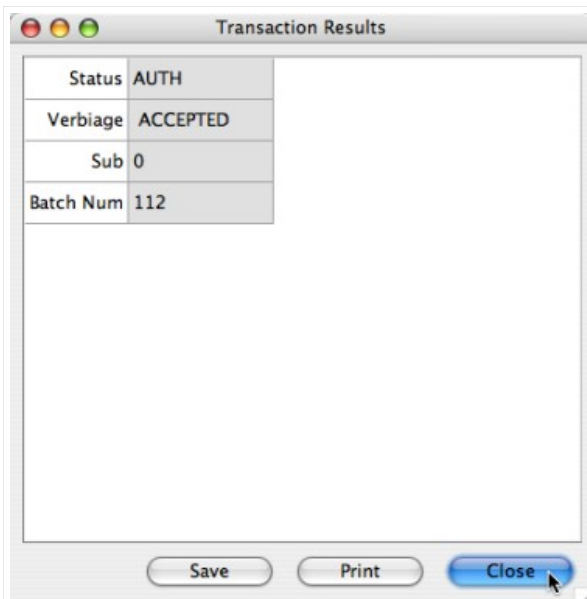 Transaction Results
Status AUTH
Verbiage ACCEPTED
Sub 0
Batch Num 112
Save Print Close